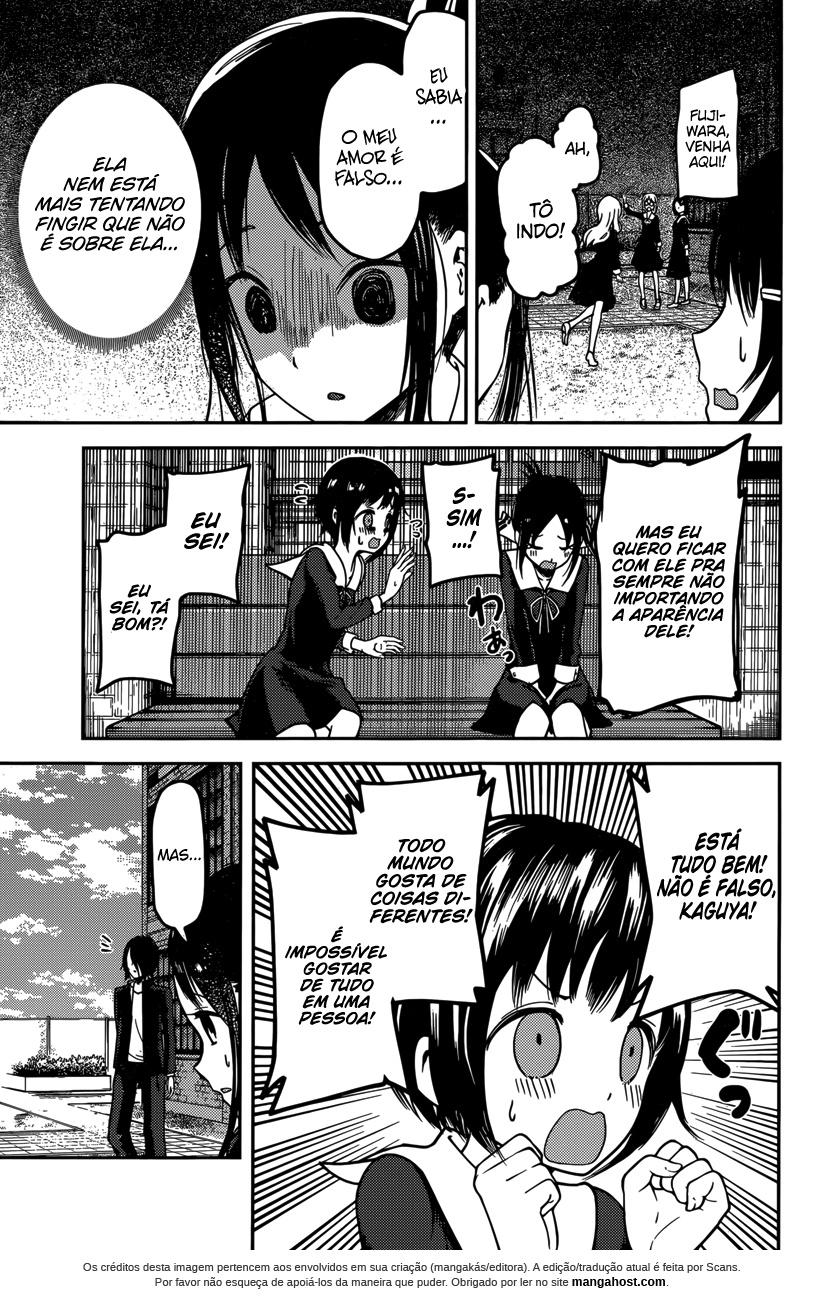 FUJI-
WARA,
VENHA
AQUI!
AH,
TÔ
INDO!
EU
SABIA
...
O MEU
AMOR É
FALSO...
ELA
NEM ESTÁ
MAIS TENTANDO
FINGIR QUE NÃO
É SOBRE ELA...
MAS EU
QUERO FICAR
COM ELE PRA
SEMPRE NÃO
IMPORTANDO
A APARÊNCIA
DELE!
S-
SIM
...!
わあっ
EU
SEI!
EU
SEI, TÁ
BOM?!
ESTÁ
TUDO BEM!
NÃO É FALSO,
KAGUYA!
ぐっ
TODO
MUNDO
GOSTA DE
COISAS DI-
FERENTES!
É
IMPOSSÍVEL
GOSTAR
DE TUDO
EM UMA
PESSOA!
MAS...
Os créditos desta imagem pertencem aos envolvidos em sua criação (mangakás/editora). A edição/tradução atual é feita por Scans.
Por favor não esqueça de apoiá-los da maneira que puder. Obrigado por ler no site mangahost.com.